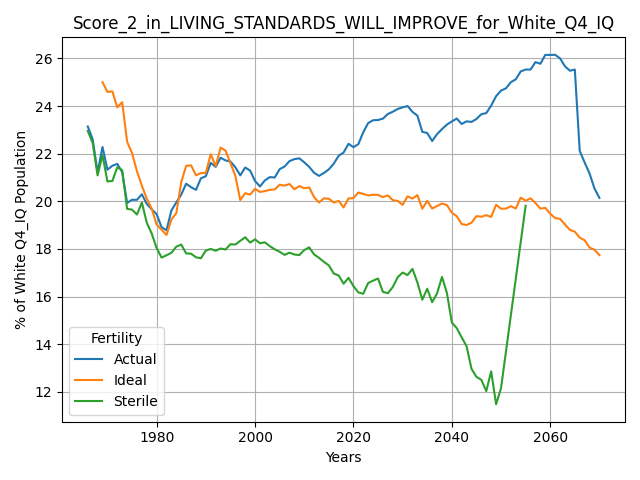 Score_2_in_LIVING_STANDARDS_WILL_IMPROVE_for_White_Q4_IQ
% of White Q4_IQ Population
26
24
22
20
18
16
14
12
Fertility
Actual
Ideal
Sterile
1980 2000 2020 2040 2060
Years